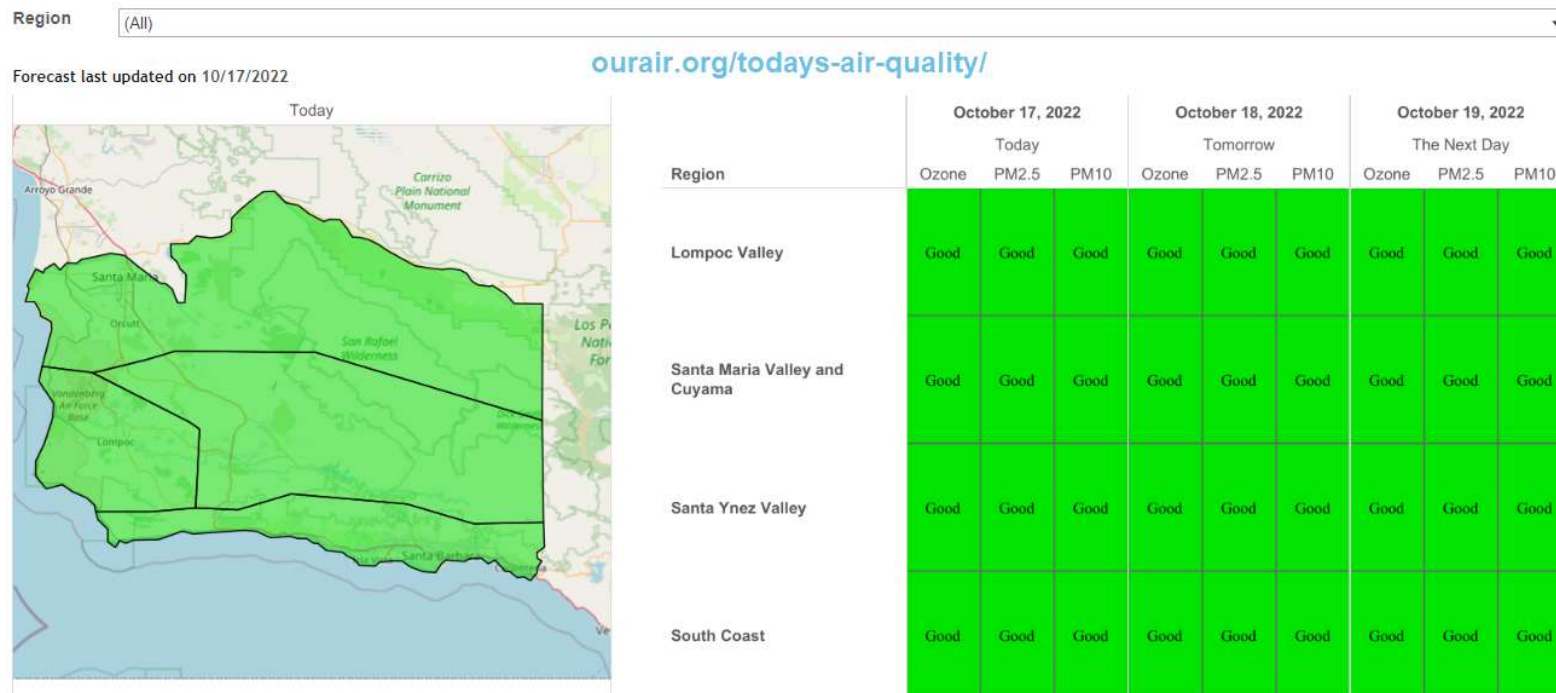 Region
(All)
ourair.org/todays-air-quality/
Forecast last updated on 10/17/2022
Today
Arroyo Grande
Carrizo
Plain National
Monument
Santa Maria
Orcutt
San Rafael
Wilderness
Vandenberg
Air Force
Base
Lompoc
Santa Barbara
October 17, 2022
October 18, 2022
October 19, 2022
Today
Tomorrow
The Next Day
Region
Ozone PM2.5 PM10 Ozone PM2.5 PM10 Ozone PM2.5 PM10
Lompoc Valley
Good Good Good Good Good Good Good Good Good
Santa Maria Valley and
Cuyama
Good Good Good Good Good Good Good Good Good
Santa Ynez Valley
Good Good Good Good Good Good Good Good Good
South Coast
Good Good Good Good Good Good Good Good Good